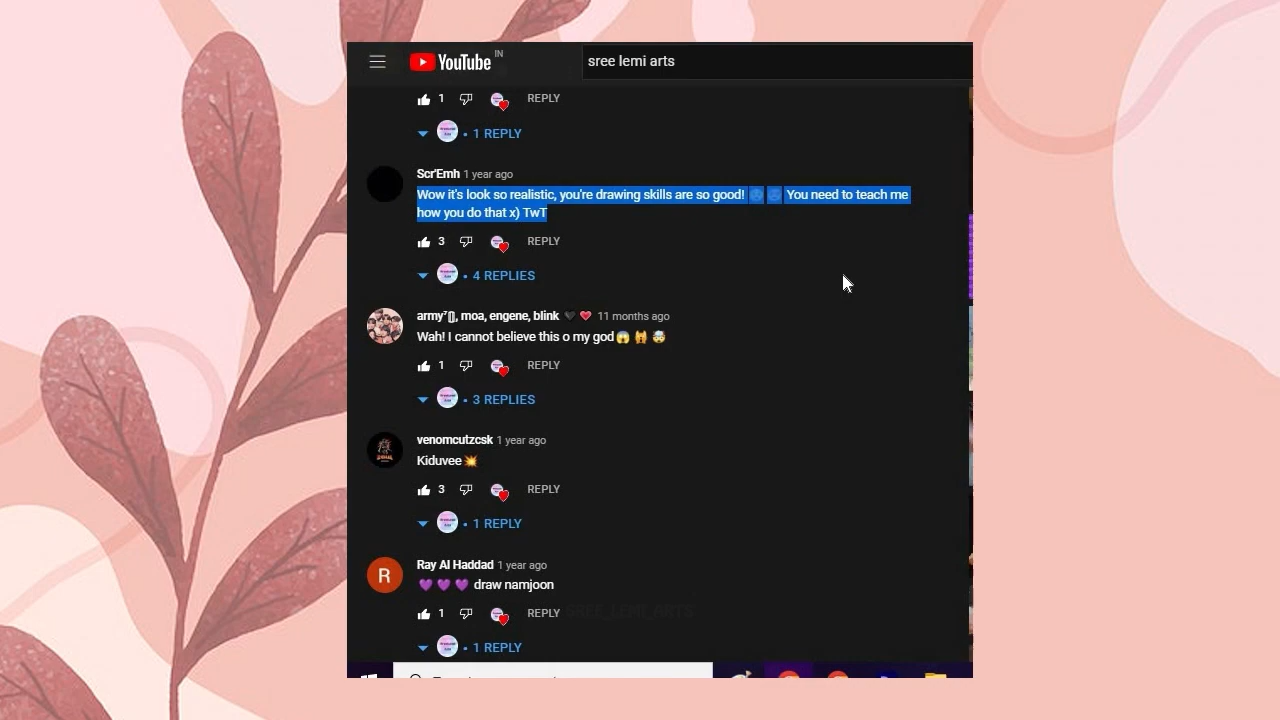 YouTube IN
sree lemi arts
1 REPLY
1 REPLY
Scr'Emh 1 year ago
Wow it's look so realistic, you're drawing skills are so good! You need to teach me
how you do that x) TwT
3 REPLY
4 REPLIES
army⁷[], moa, engene, blink 🖤 ❤️ 11 months ago
Wah! I cannot believe this o my god😱 🙌 🤯
1 REPLY
3 REPLIES
venomcutzcsk 1 year ago
Kiduvee💥
3 REPLY
1 REPLY
R
Ray Al Haddad 1 year ago
💜 💜 💜 draw namjoon
1 REPLY
SREE_LEMI_ARTS
1 REPLY